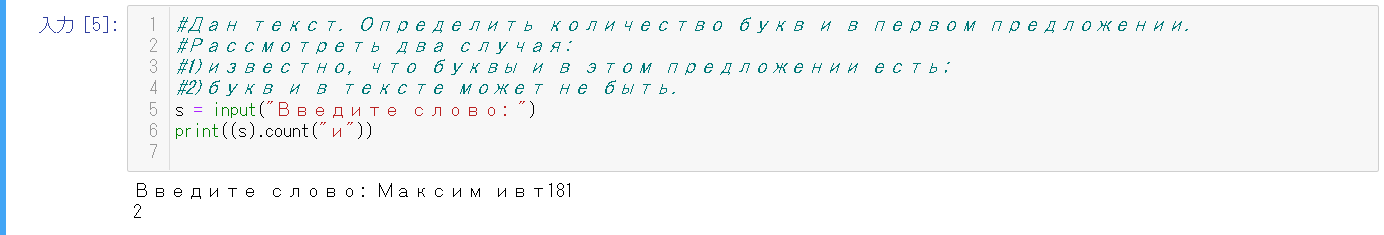 入力 [5]:
1 #Дан текст. Определить количество букв и в первом предложении.
2 #Рассмотреть два случая:
3 #1)известно, что буквы и в этом предложении есть;
4 #2)букв и в тексте может не быть.
5 s = input("Введите слово:")
6 print((s).count("и"))
7
Введите слово: Максим ивт181
2